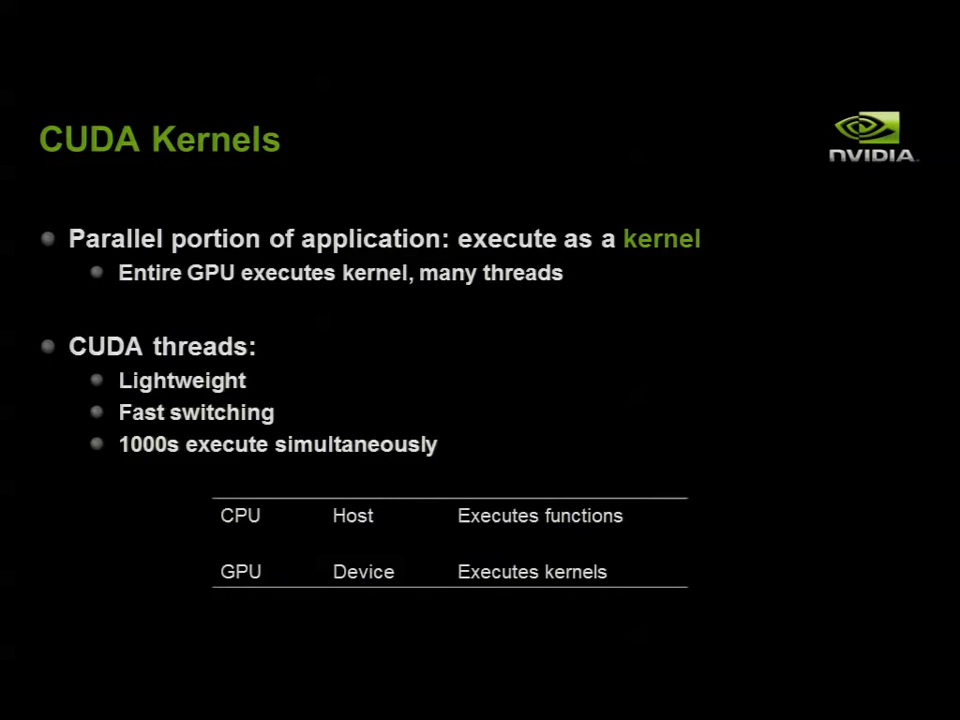 CUDA Kernels
NVIDIA
Parallel portion of application: execute as a kernel
Entire GPU executes kernel, many threads
CUDA threads:
Lightweight
Fast switching
1000s execute simultaneously
CPU Host Executes functions
GPU Device Executes kernels